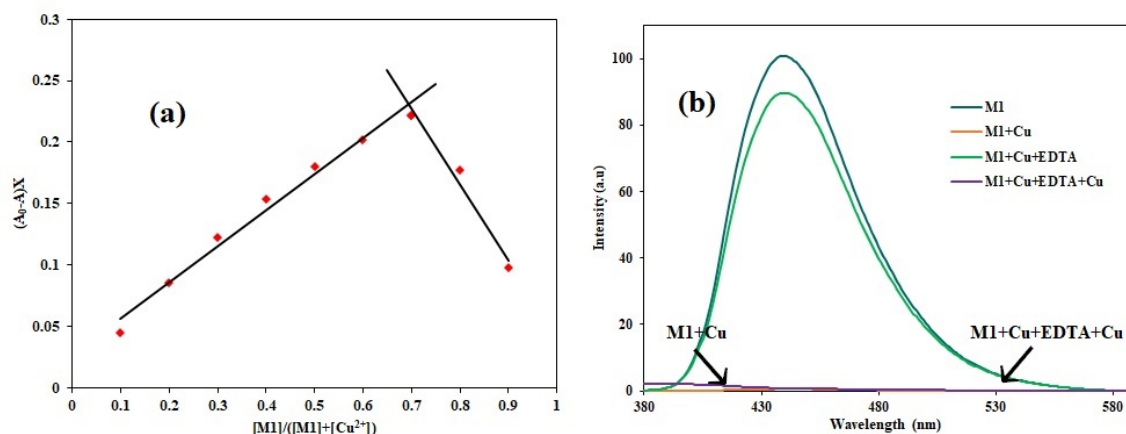 0.3
0.25
0.2
0.15
0.1
0.05
0
(a)
(A₀-A)X
0 0.1 0.2 0.3 0.4 0.5 0.6 0.7 0.8 0.9 1
[M1]/([M1]+[Cu²⁺])
100
80
60
40
20
0
(b)
Intensity (a.u)
M1
M1+Cu
M1+Cu+EDTA
M1+Cu+EDTA+Cu
M1+Cu
M1+Cu+EDTA+Cu
380 430 480 530 580
Wavelength (nm)